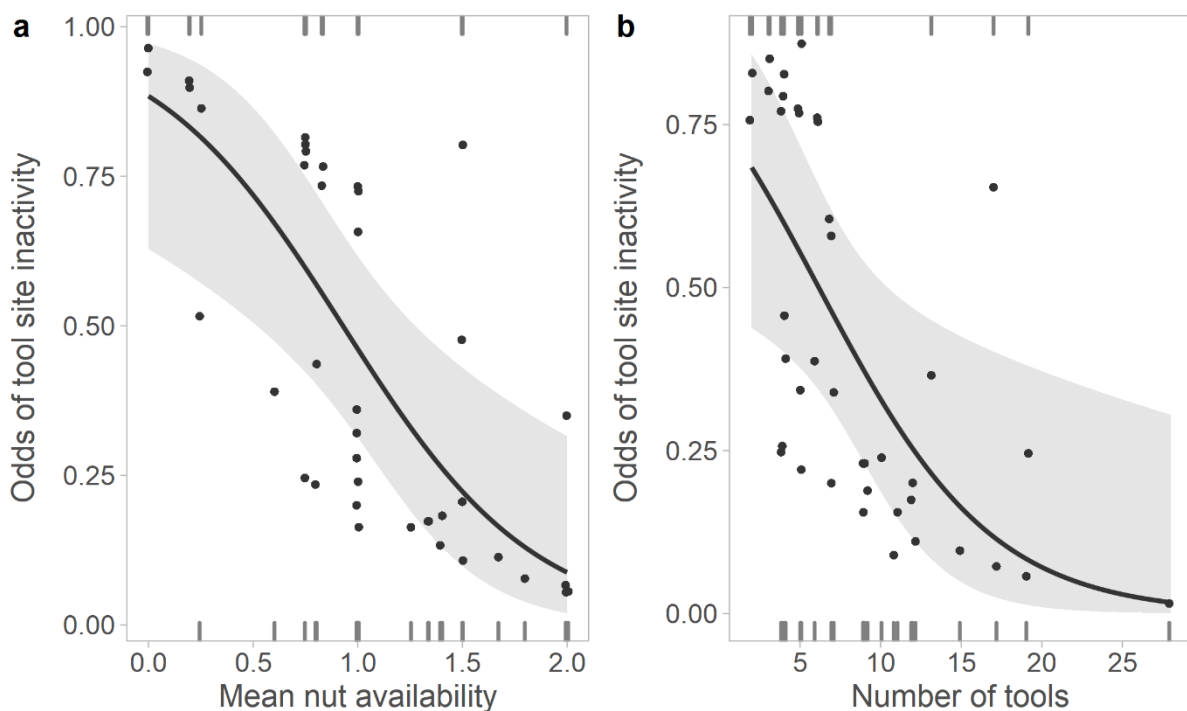 a
Odds of tool site inactivity
1.00
0.75
0.50
0.25
0.00
0.0 0.5 1.0 1.5 2.0
Mean nut availability
b
Odds of tool site inactivity
0.75
0.50
0.25
0.00
5 10 15 20 25
Number of tools